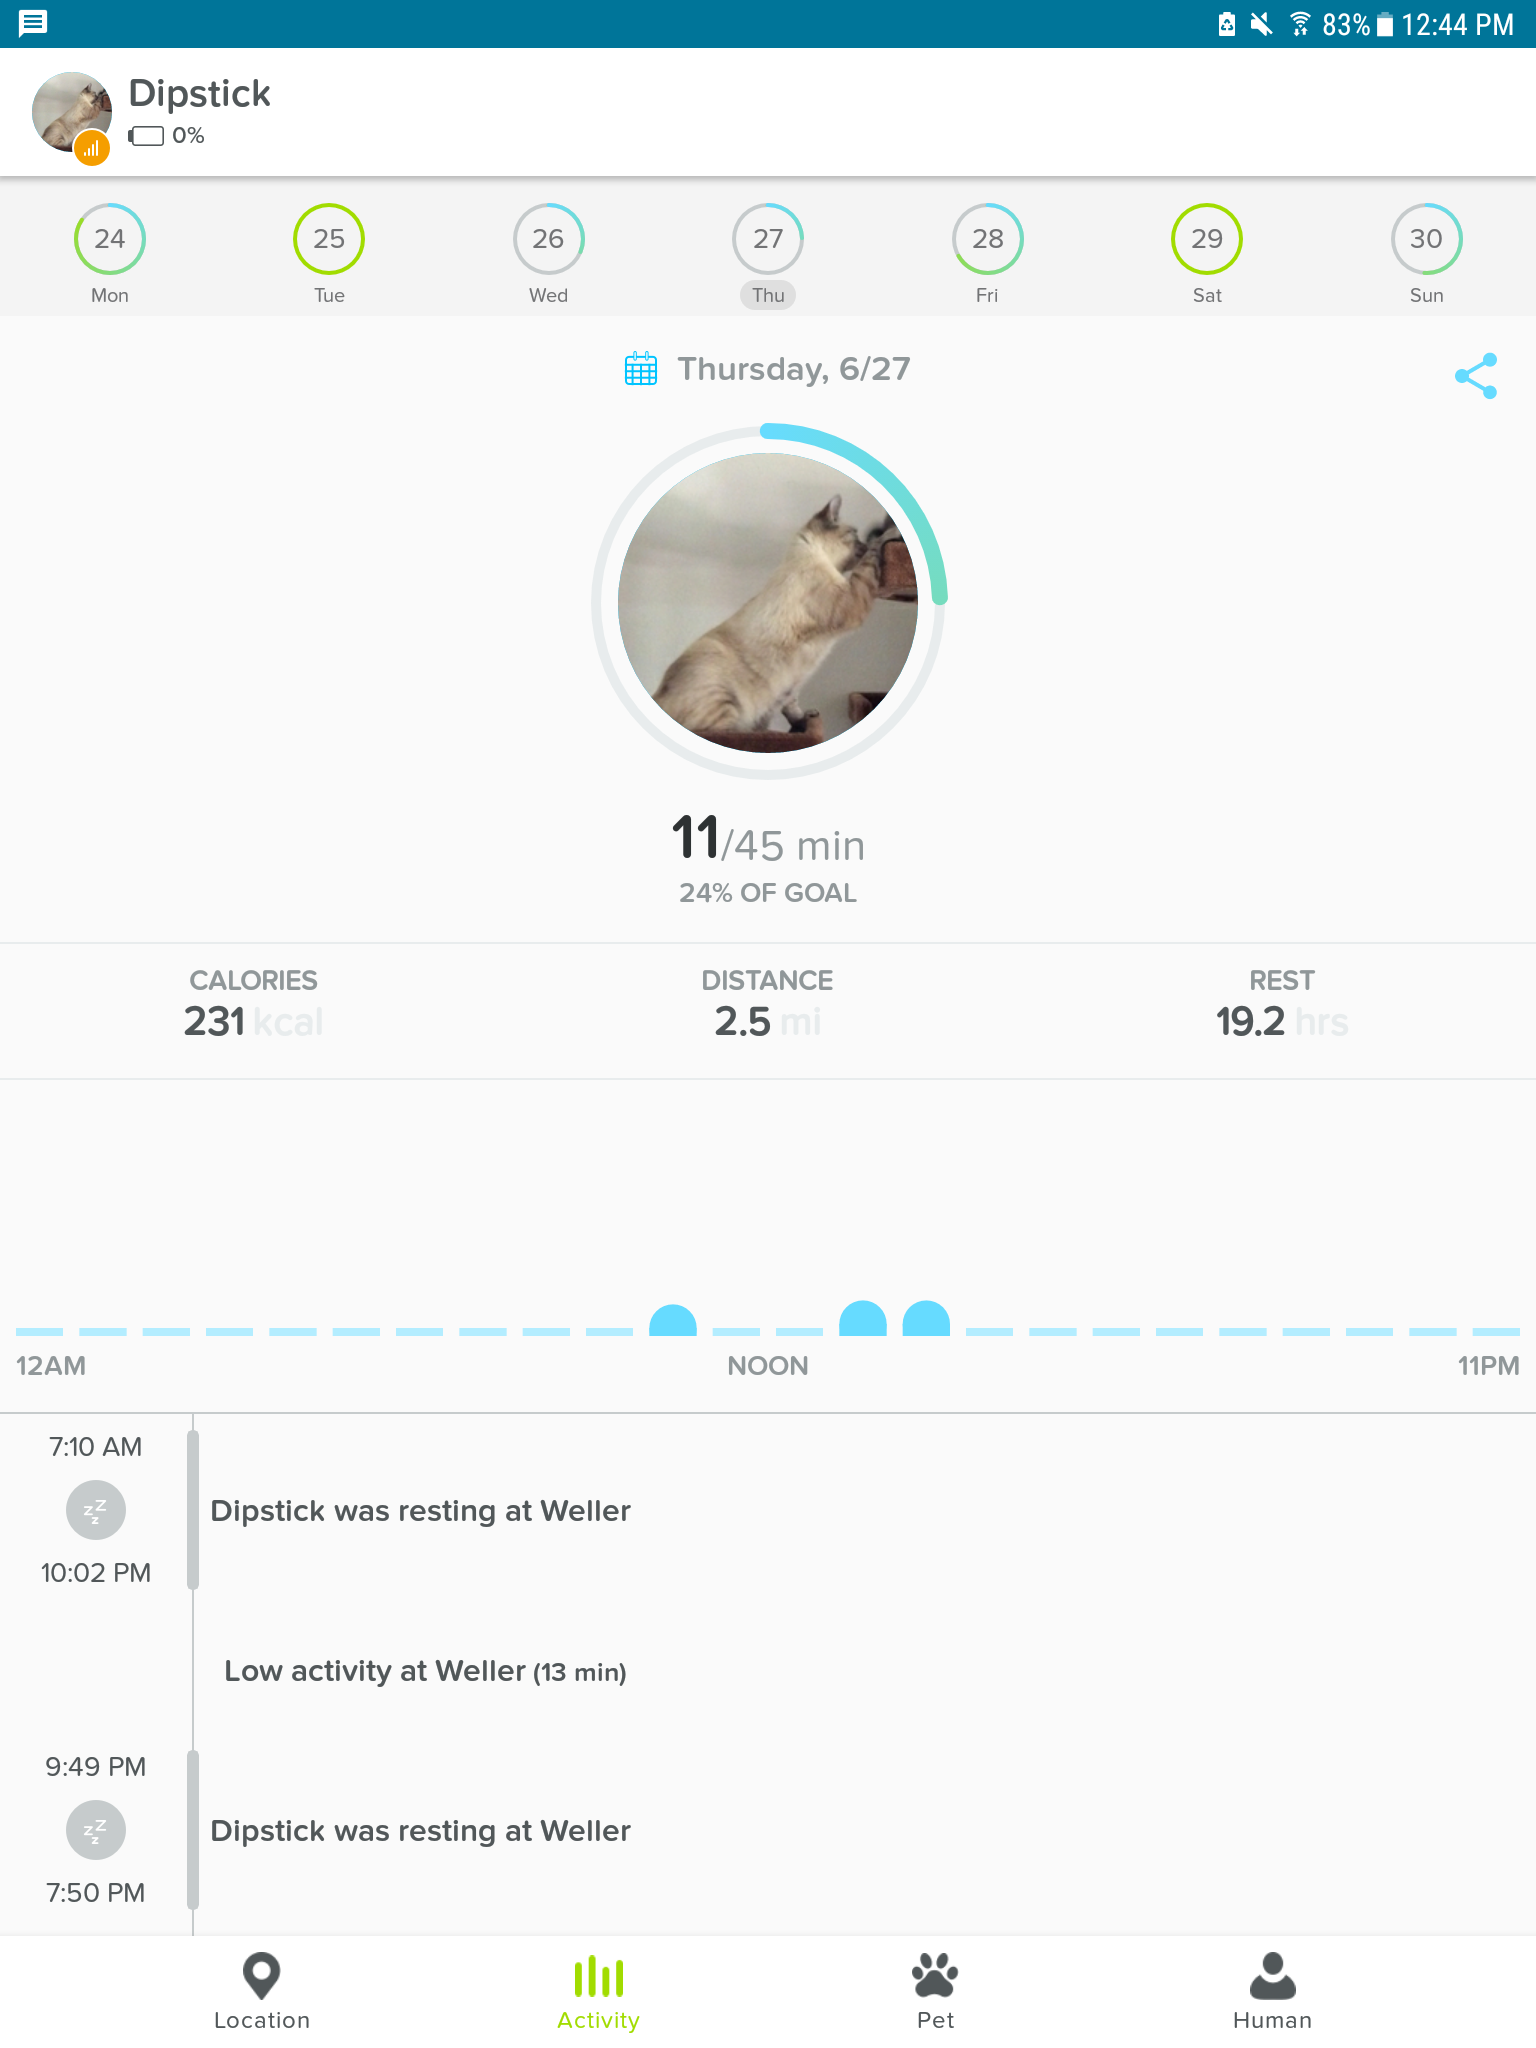 83% 12:44 PM
Dipstick
0%
24 25 26 27 28 29 30
Mon Tue Wed Thu Fri Sat Sun
Thursday, 6/27
11/45 min
24% OF GOAL
CALORIES DISTANCE REST
231 kcal 2.5 mi 19.2 hrs
12AM NOON 11PM
7:10 AM
zzz
Dipstick was resting at Weller
10:02 PM
Low activity at Weller (13 min)
9:49 PM
zzz
Dipstick was resting at Weller
7:50 PM
Location Activity Pet Human